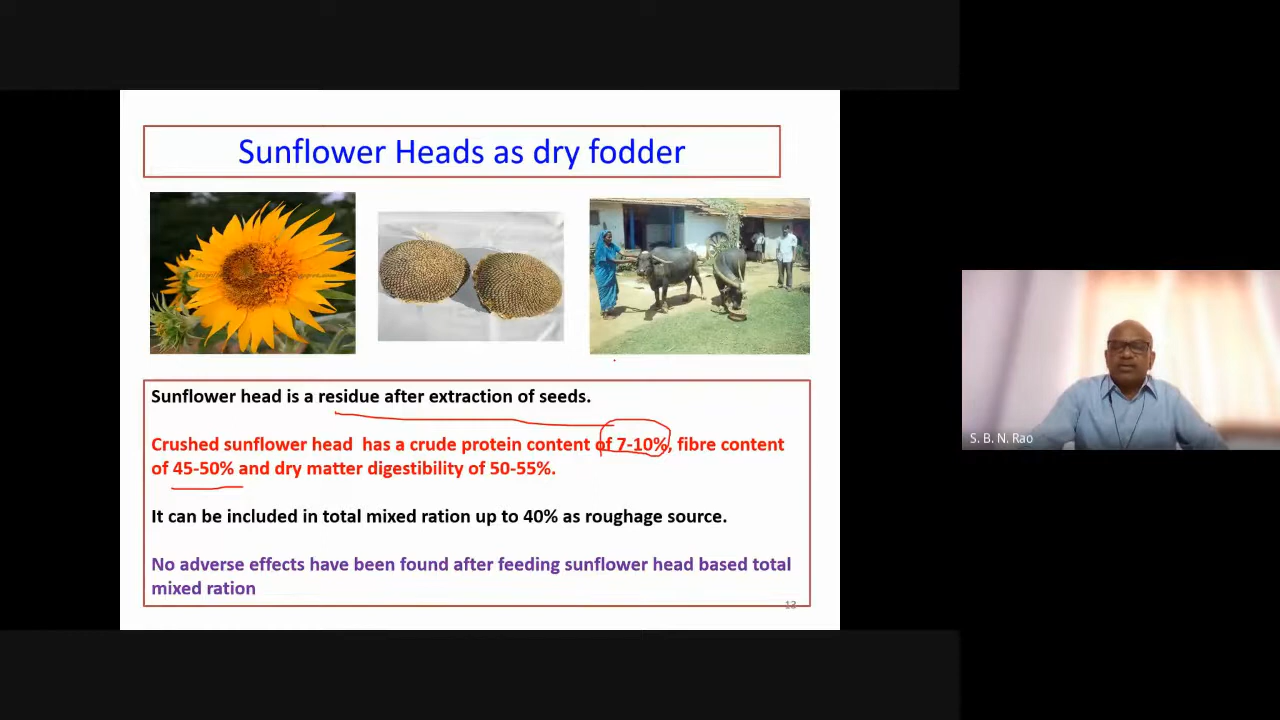 Sunflower Heads as dry fodder
Sunflower head is a residue after extraction of seeds.
Crushed sunflower head has a crude protein content of 7-10%, fibre content
of 45-50% and dry matter digestibility of 50-55%.
It can be included in total mixed ration up to 40% as roughage source.
No adverse effects have been found after feeding sunflower head based total
mixed ration
13
S. B. N. Rao